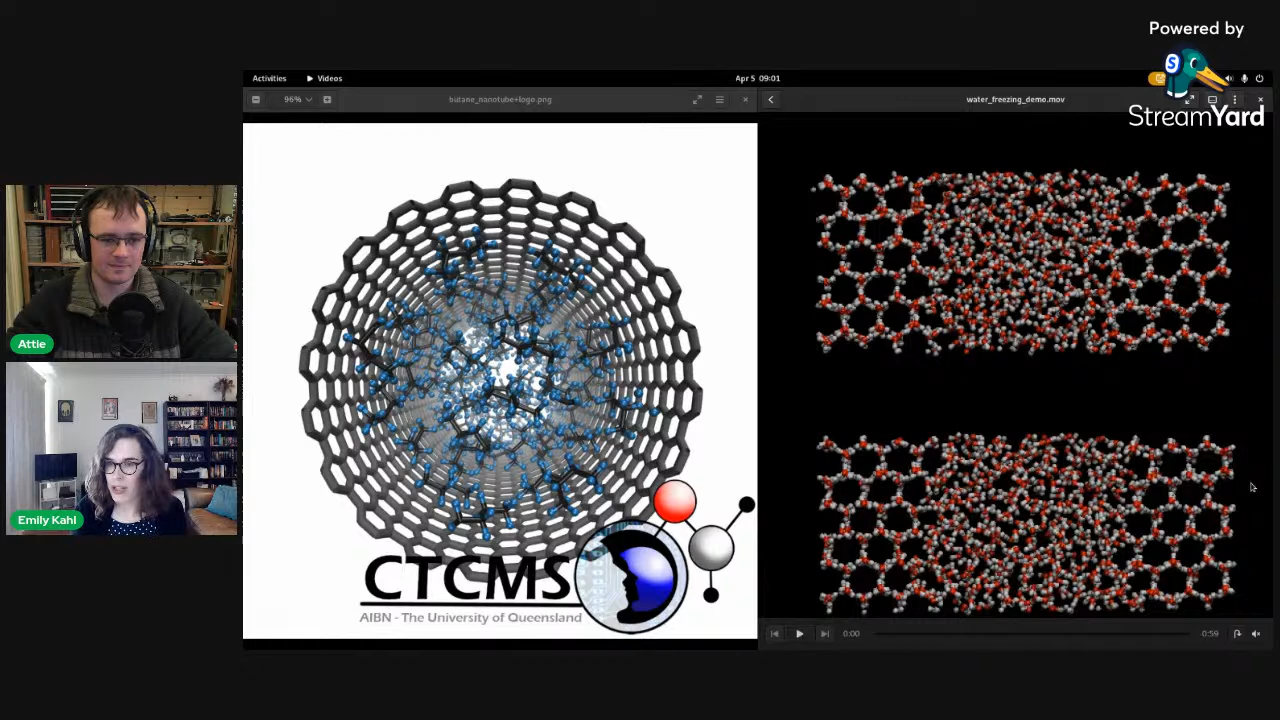 Powered by
StreamYard
Activities
Videos
Apr 5 09:01
96%
butane_nanotube+logo.png
water_freezing_demo.mov
Attie
Emily Kahl
CTCMS
AIBN - The University of Queensland
0:00
-0:59